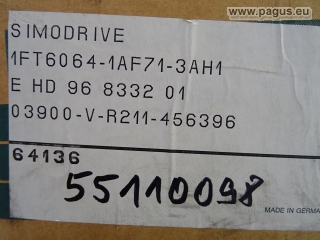 www.pagus.eu
SIMODRIVE
1FT6064-1AF71-3AH1
E HD 96 8332 01
03900-V-R211-456396
64136
55110098
MADE IN GERMANY